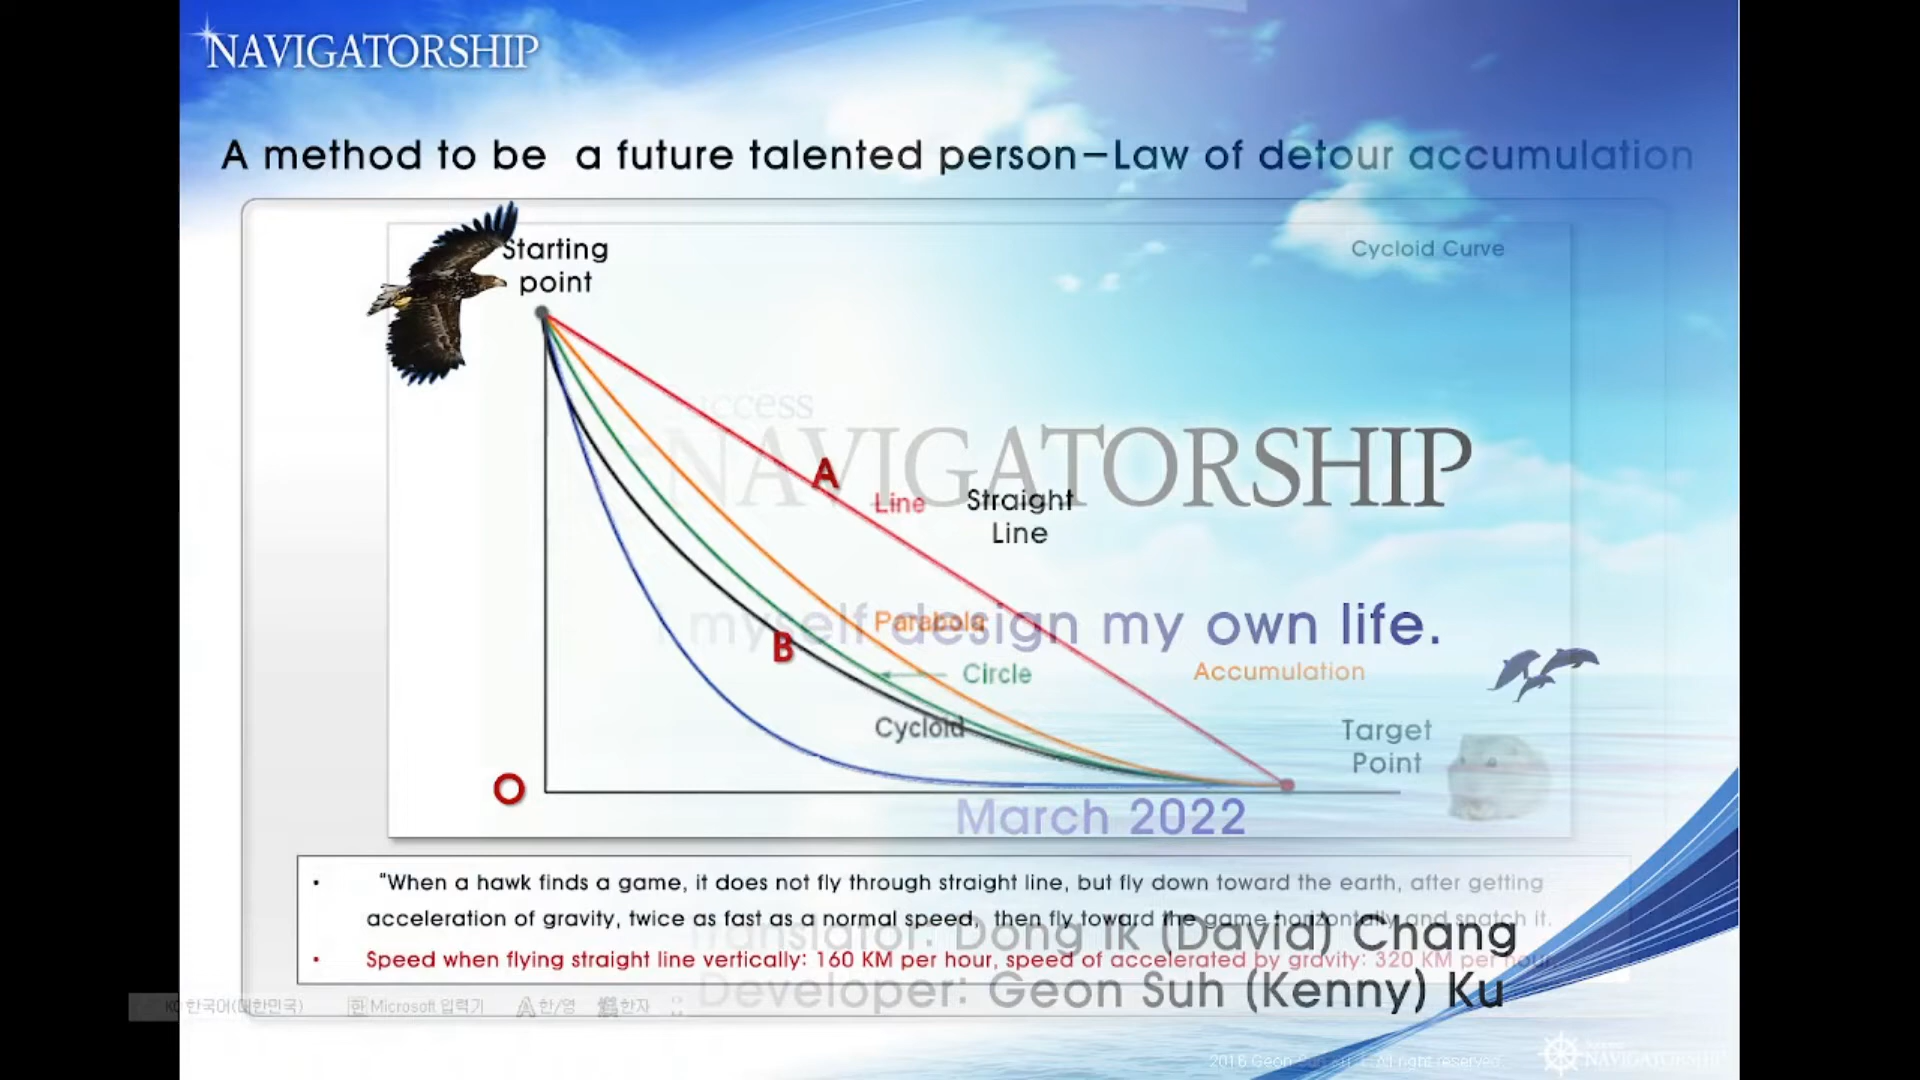 NAVIGATORSHIP
A method to be a future talented person–Law of detour accumulation
Starting
point
Cycloid Curve
NAVIGATORSHIP
A
Line
Straight
Line
myself design my own life.
Parabola
B
Circle
Accumulation
Cycloid
Target
Point
O
March 2022
"When a hawk finds a game, it does not fly through straight line, but fly down toward the earth, after getting
acceleration of gravity, twice as fast as a normal speed, then fly toward the game horizontally and snatch it.
Translator: Dong Ik (David) Chang
Speed when flying straight line vertically: 160 KM per hour, speed of accelerated by gravity: 320 KM per hour
Developer: Geon Suh (Kenny) Ku
한국어(대한민국) Microsoft 입력기 한/영 한자
NAVIGATORSHIP